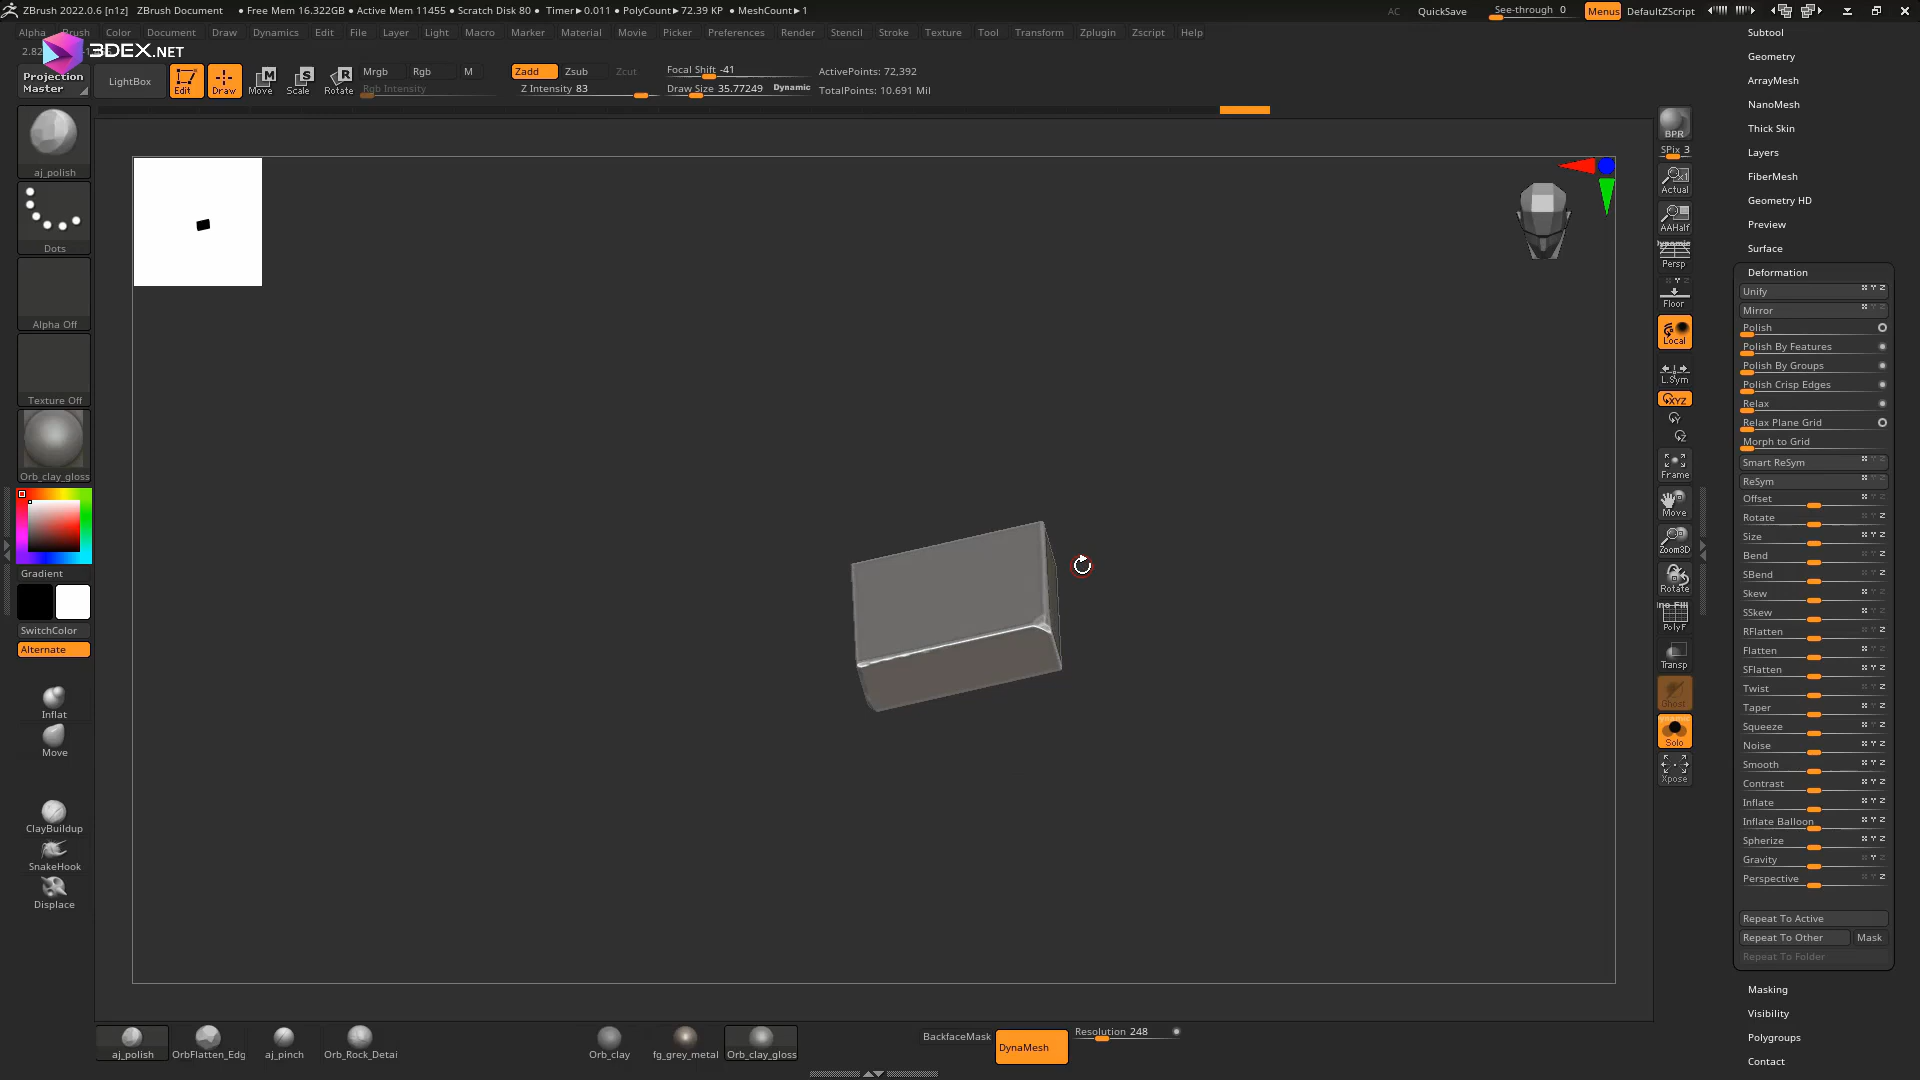 ZBrush 2022.0.6 [n1z] ZBrush Document • Free Mem 16.322GB • Active Mem 11455 • Scratch Disk 80 • Timer▸0.011 • PolyCount▸72.39 KP • MeshCount▸1 AC QuickSave See-through 0 Menus DefaultZScript
Alpha Brush Color Document Draw Dynamics Edit File Layer Light Macro Marker Material Movie Picker Preferences Render Stencil Stroke Texture Tool Transform Zplugin Zscript Help
3DEX.NET
Projection Master
LightBox
Edit
Draw
Move
Scale
Rotate
Mrgb Rgb M
Rgb Intensity
Zadd Zsub Zcut
Z Intensity 83
Focal Shift -41
Draw Size 35.77249 Dynamic
ActivePoints: 72,392
TotalPoints: 10.691 Mil
aj_polish
Dots
Alpha Off
Texture Off
Orb_clay_gloss
Gradient
SwitchColor
Alternate
Inflat
Move
ClayBuildup
SnakeHook
Displace
BPR
SPix 3
Actual
AAHalf
Dynamic
Persp
Floor
Local
L.Sym
XYZ
Frame
Move
Zoom3D
Rotate
PolyF
Transp
Ghost
Solo
Xpose
Subtool
Geometry
ArrayMesh
NanoMesh
Thick Skin
Layers
FiberMesh
Geometry HD
Preview
Surface
Deformation
Unify
Mirror
Polish
Polish By Features
Polish By Groups
Polish Crisp Edges
Relax
Relax Plane Grid
Morph to Grid
Smart ReSym
ReSym
Offset
Rotate
Size
Bend
SBend
Skew
SSkew
RFlatten
Flatten
SFlatten
Twist
Taper
Squeeze
Noise
Smooth
Contrast
Inflate
Inflate Balloon
Spherize
Gravity
Perspective
Repeat To Active
Repeat To Other Mask
Repeat To Folder
Masking
Visibility
Polygroups
Contact
aj_polish OrbFlatten_Edg aj_pinch Orb_Rock_Detai Orb_clay fg_grey_metal Orb_clay_gloss
BackfaceMask
DynaMesh
Resolution 248